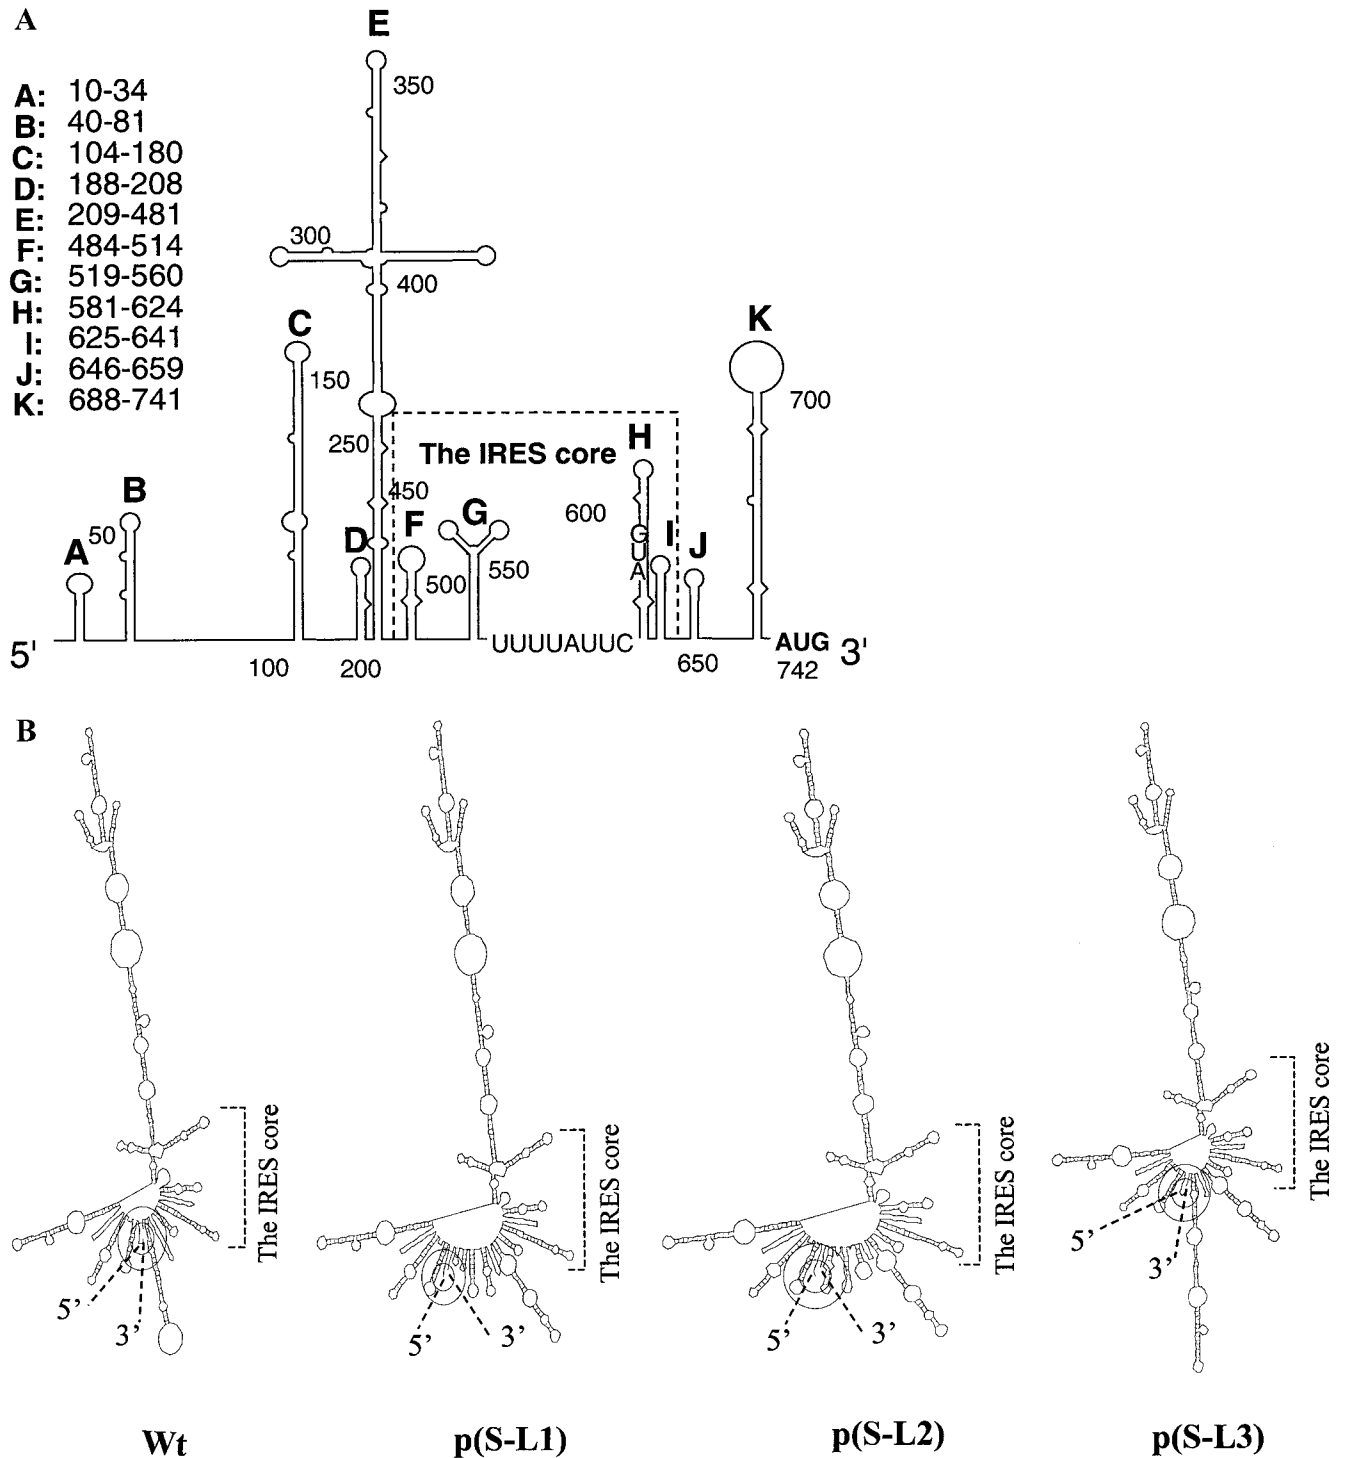 A
E
350
A: 10-34
B: 40-81
C: 104-180
D: 188-208
E: 209-481
F: 484-514
G: 519-560
H: 581-624
I: 625-641
J: 646-659
K: 688-741
300
400
C
K
150
700
250
The IRES core
H
450
B
50
G
600
F
D
I
J
A
G
U
A
500
550
5'
UUUUAUUC
AUG 3'
100
200
650
742
B
The IRES core
The IRES core
The IRES core
The IRES core
5’
3’
5’
3’
5’
3’
5’
3’
Wt
p(S-L1)
p(S-L2)
p(S-L3)